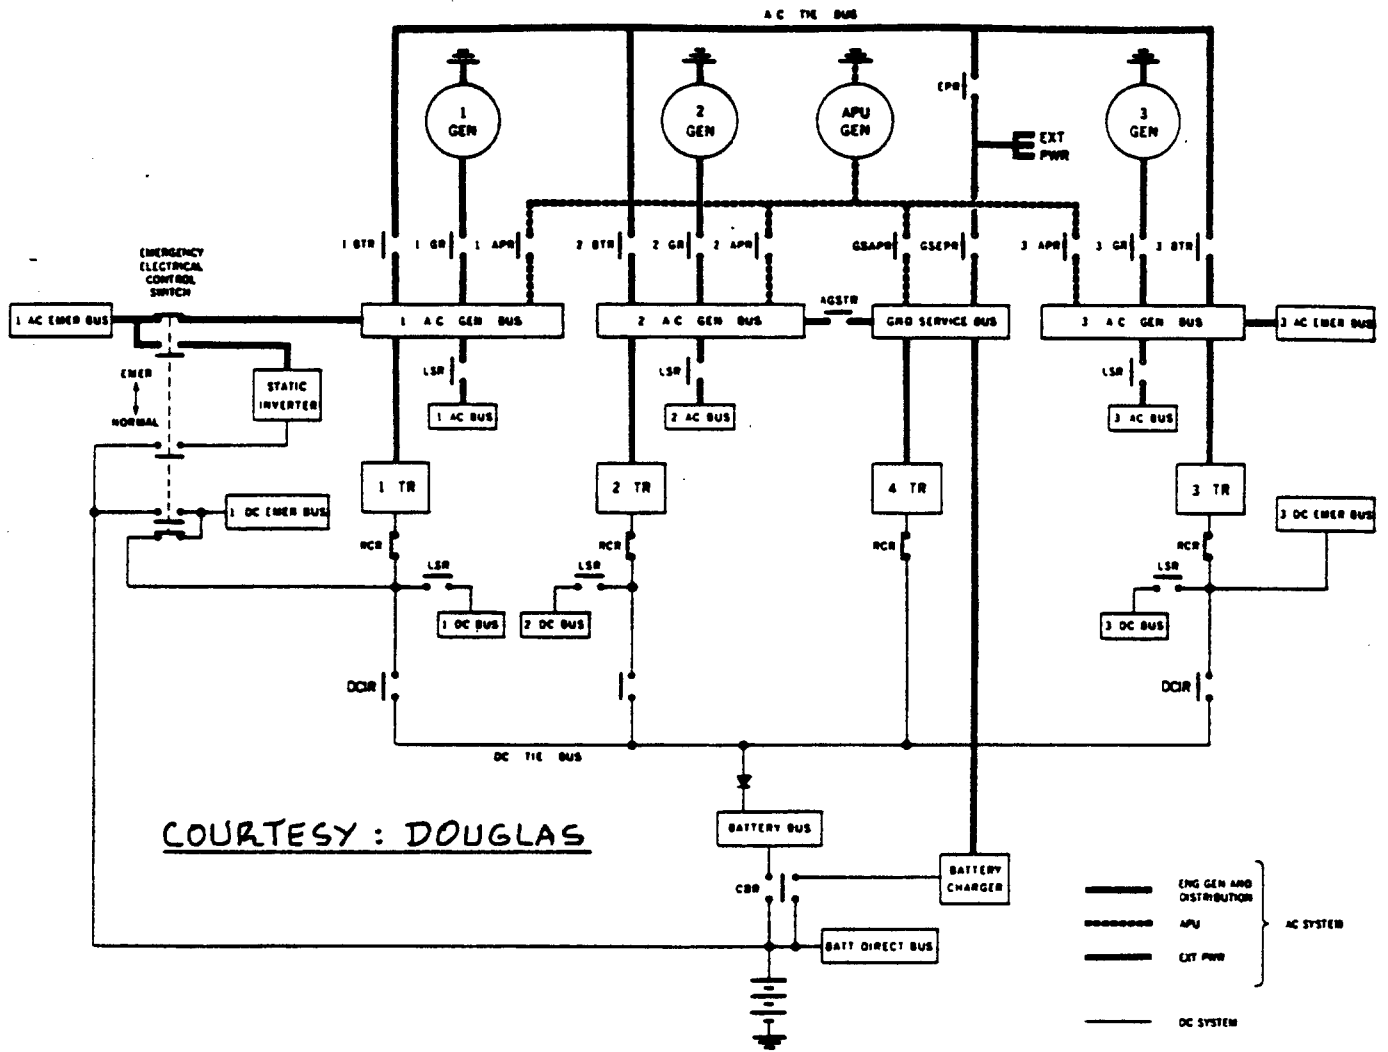 AC TIE BUS
1
GEN
2
GEN
APU
GEN
3
GEN
EPR
EXT
PWR
1 BTR
1 GR
1 APR
2 BTR
2 GR
2 APR
GSAPR
GSEPR
3 APR
3 GR
3 BTR
EMERGENCY
ELECTRICAL
CONTROL
SWITCH
1 AC EMER BUS
1 AC GEN BUS
2 AC GEN BUS
AGSTR
GND SERVICE BUS
3 AC GEN BUS
3 AC EMER BUS
EMER
NORMAL
STATIC
INVERTER
LSR
LSR
LSR
1 AC BUS
2 AC BUS
3 AC BUS
1 TR
2 TR
4 TR
3 TR
1 DC EMER BUS
3 DC EMER BUS
RCR
RCR
RCR
RCR
LSR
LSR
LSR
1 DC BUS
2 DC BUS
3 DC BUS
DCIR
DCIR
DC TIE BUS
COURTESY : DOUGLAS
BATTERY BUS
CBR
BATTERY
CHARGER
BATT DIRECT BUS
ENG GEN AND
DISTRIBUTION
APU
EXT PWR
AC SYSTEM
DC SYSTEM